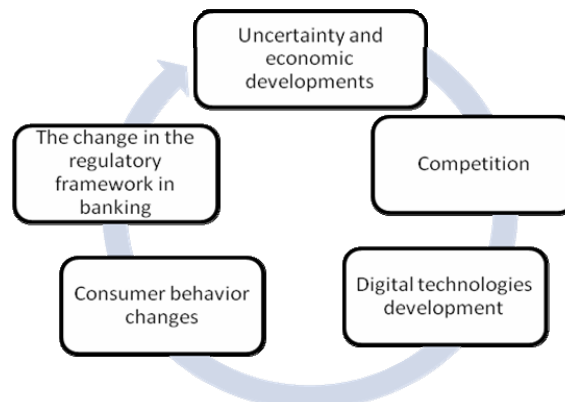 Uncertainty and
economic
developments
Competition
Digital technologies
development
Consumer behavior
changes
The change in the
regulatory
framework in
banking